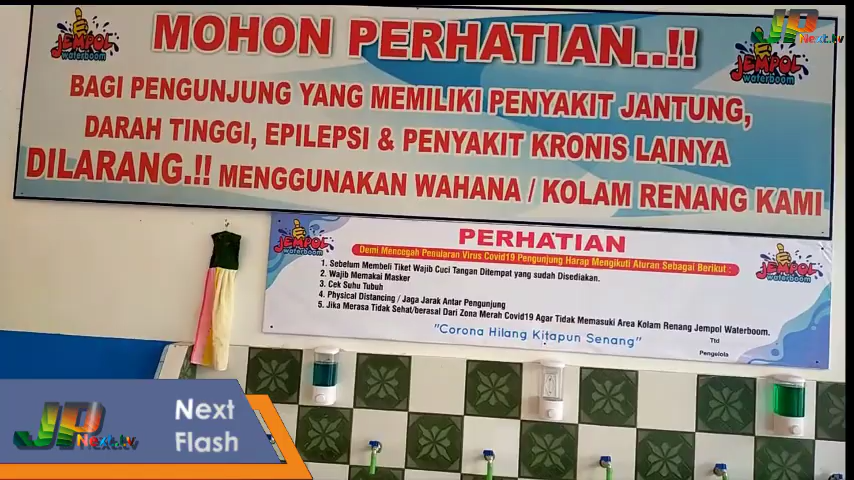 JP Next.tv
JEMPOL
waterboom
MOHON PERHATIAN..!!
JEMPOL
waterboom
BAGI PENGUNJUNG YANG MEMILIKI PENYAKIT JANTUNG,
DARAH TINGGI, EPILEPSI & PENYAKIT KRONIS LAINYA
DILARANG.!! MENGGUNAKAN WAHANA / KOLAM RENANG KAMI
JEMPOL
waterboom
PERHATIAN
Demi Mencegah Penularan Virus Covid19 Pengunjung Harap Mengikuti Aturan Sebagai Berikut :
1. Sebelum Membeli Tiket Wajib Cuci Tangan Ditempat yang sudah Disediakan.
2. Wajib Memakai Masker
3. Cek Suhu Tubuh
4. Physical Distancing / Jaga Jarak Antar Pengunjung
5. Jika Merasa Tidak Sehat/berasal Dari Zona Merah Covid19 Agar Tidak Memasuki Area Kolam Renang Jempol Waterboom.
"Corona Hilang Kitapun Senang"
Ttd
Pengelola
JEMPOL
waterboom
JP Next.tv
Next
Flash